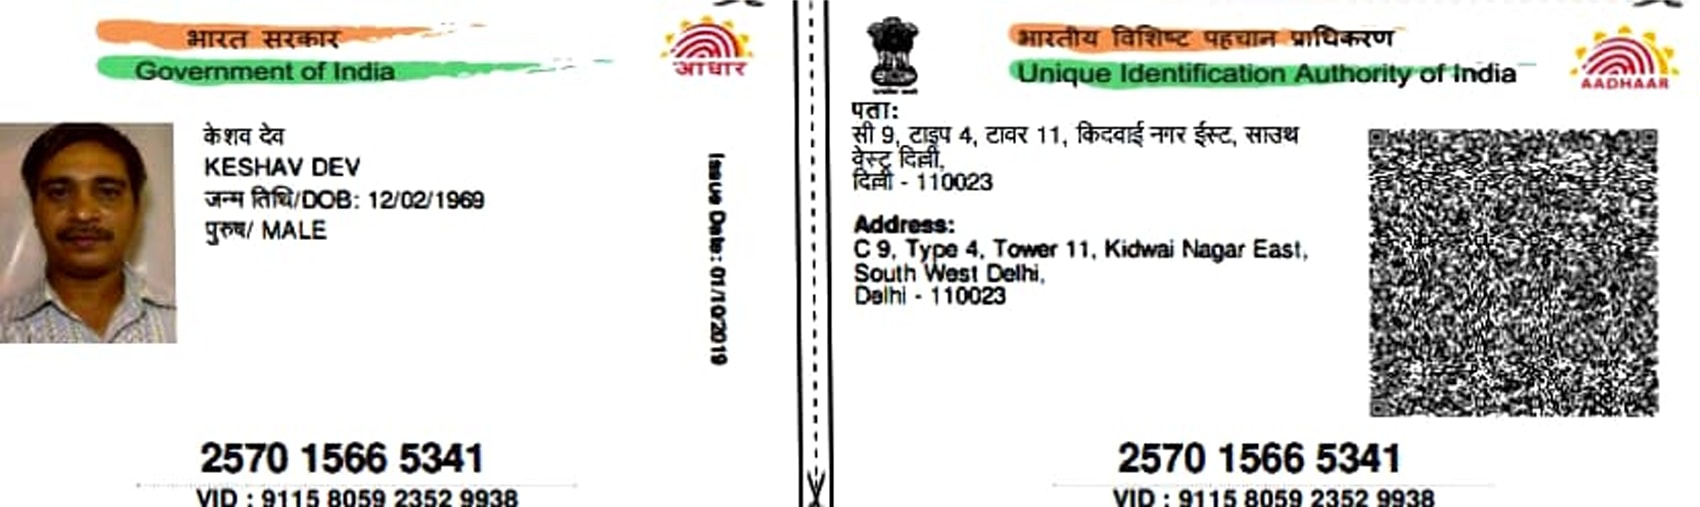 भारत सरकार
Government of India
आधार
केशव देव
KESHAV DEV
जन्म तिथि/DOB: 12/02/1969
पुरुष/ MALE
Issue Date: 01/10/2019
2570 1566 5341
VID : 9115 8059 2352 9938
भारतीय विशिष्ट पहचान प्राधिकरण
Unique Identification Authority of India
AADHAAR
पता:
सी 9, टाइप 4, टावर 11, किदवाई नगर ईस्ट, साउथ
वेस्ट दिल्ली,
दिल्ली - 110023
Address:
C 9, Type 4, Tower 11, Kidwai Nagar East,
South West Delhi,
Delhi - 110023
2570 1566 5341
VID : 9115 8059 2352 9938